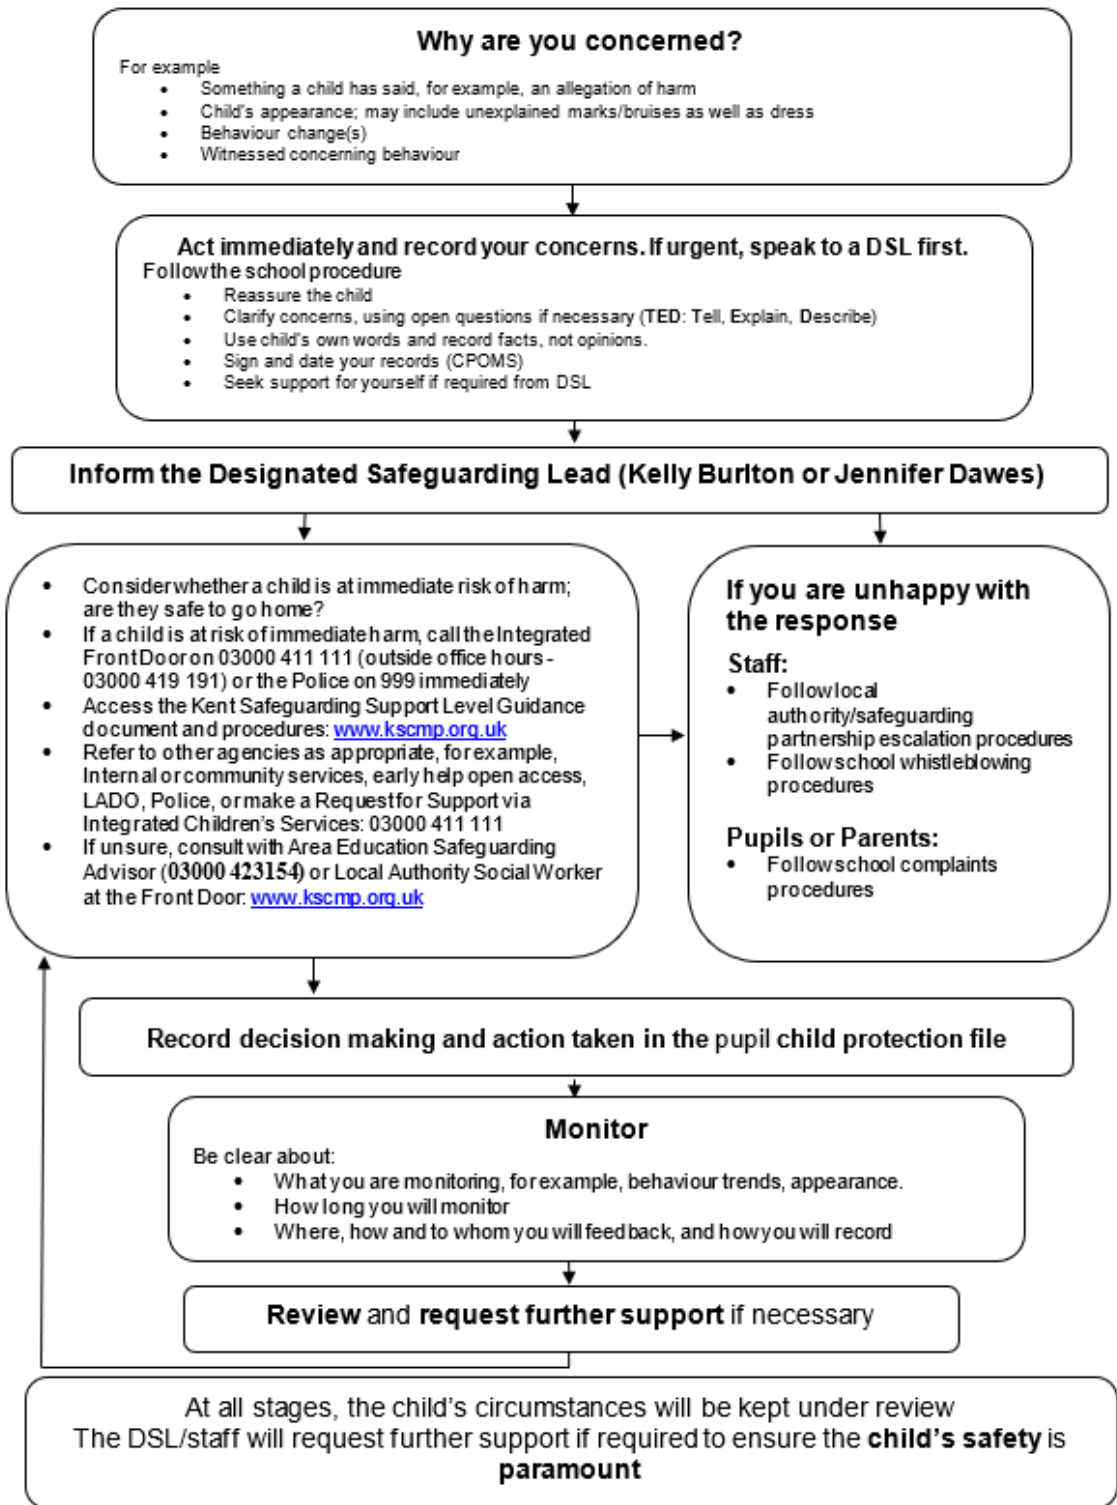 Why are you concerned?
For example
• Something a child has said, for example, an allegation of harm
• Child's appearance; may include unexplained marks/bruises as well as dress
• Behaviour change(s)
• Witnessed concerning behaviour
Act immediately and record your concerns. If urgent, speak to a DSL first.
Follow the school procedure
• Reassure the child
• Clarify concerns, using open questions if necessary (TED: Tell, Explain, Describe)
• Use child's own words and record facts, not opinions.
• Sign and date your records (CPOMS)
• Seek support for yourself if required from DSL
Inform the Designated Safeguarding Lead (Kelly Burlton or Jennifer Dawes)
• Consider whether a child is at immediate risk of harm;
are they safe to go home?
• If a child is at risk of immediate harm, call the Integrated
Front Door on 03000 411 111 (outside office hours -
03000 419 191) or the Police on 999 immediately
• Access the Kent Safeguarding Support Level Guidance
document and procedures: www.kscmp.org.uk
• Refer to other agencies as appropriate, for example,
Internal or community services, early help open access,
LADO, Police, or make a Request for Support via
Integrated Children's Services: 03000 411 111
• If unsure, consult with Area Education Safeguarding
Advisor (03000 423154) or Local Authority Social Worker
at the Front Door: www.kscmp.org.uk
If you are unhappy with
the response
Staff:
• Follow local
authority/safeguarding
partnership escalation procedures
• Follow school whistleblowing
procedures
Pupils or Parents:
• Follow school complaints
procedures
Record decision making and action taken in the pupil child protection file
Monitor
Be clear about:
• What you are monitoring, for example, behaviour trends, appearance.
• How long you will monitor
• Where, how and to whom you will feedback, and how you will record
Review and request further support if necessary
At all stages, the child's circumstances will be kept under review
The DSL/staff will request further support if required to ensure the child's safety is
paramount